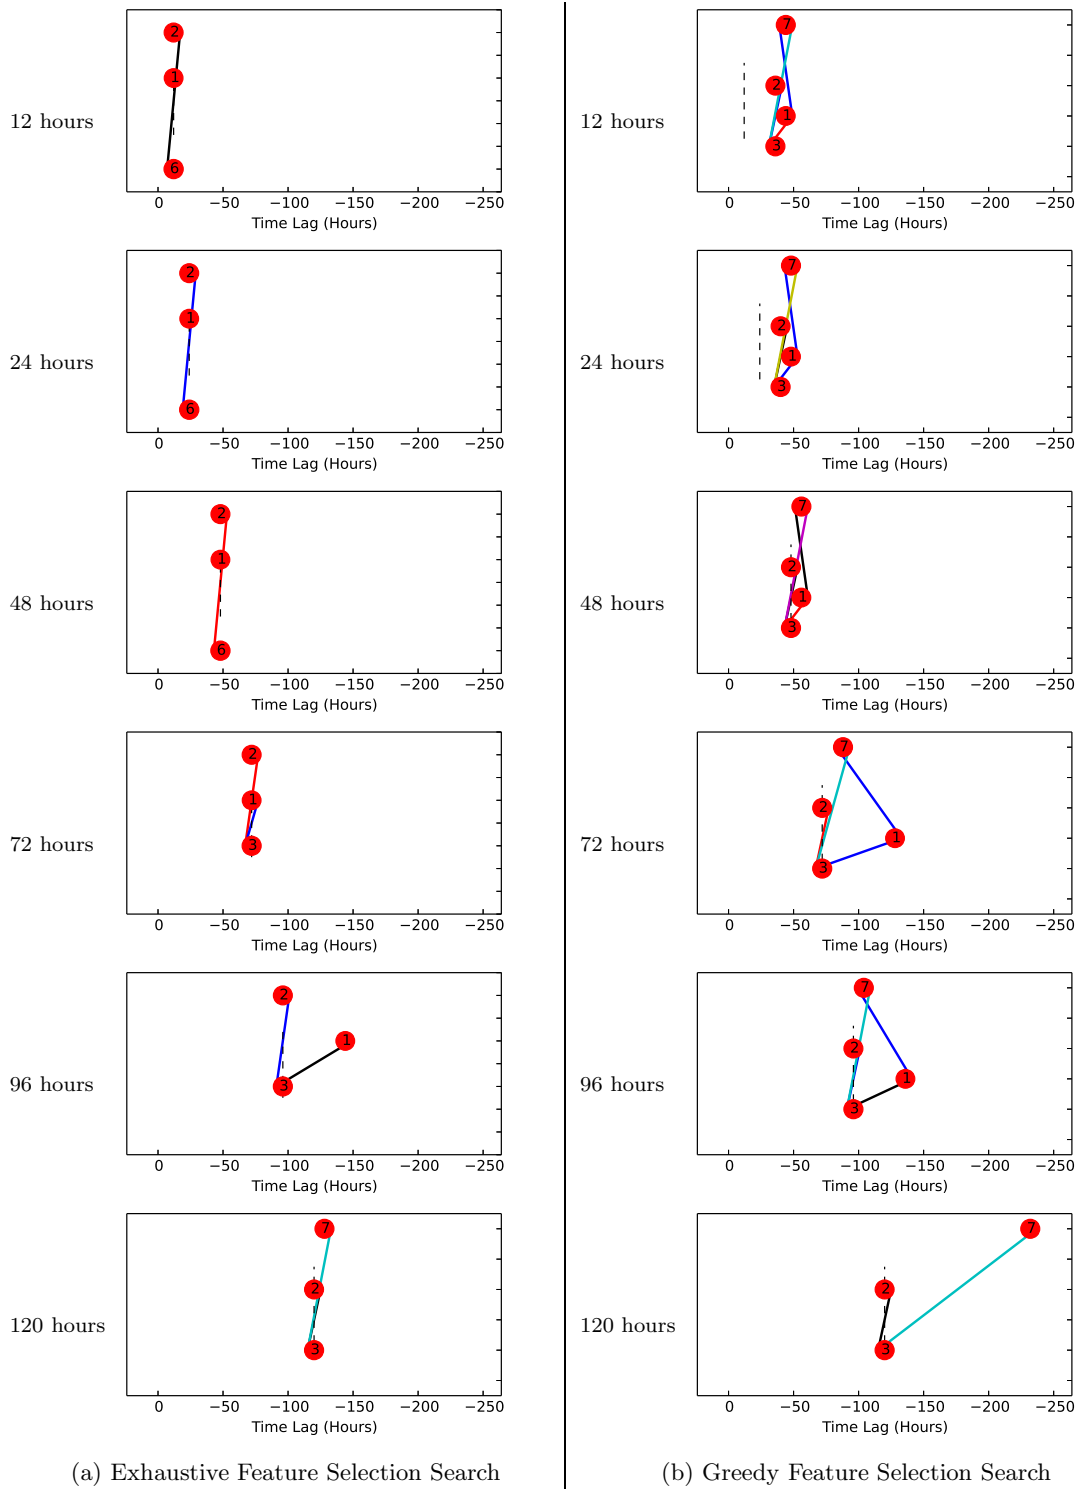 12 hours
2
1
6
0 −50 −100 −150 −200 −250
Time Lag (Hours)
24 hours
2
1
6
0 −50 −100 −150 −200 −250
Time Lag (Hours)
48 hours
2
1
6
0 −50 −100 −150 −200 −250
Time Lag (Hours)
72 hours
2
1
3
0 −50 −100 −150 −200 −250
Time Lag (Hours)
96 hours
2
1
3
0 −50 −100 −150 −200 −250
Time Lag (Hours)
120 hours
7
2
3
0 −50 −100 −150 −200 −250
Time Lag (Hours)
(a) Exhaustive Feature Selection Search
12 hours
7
2
1
3
0 −50 −100 −150 −200 −250
Time Lag (Hours)
24 hours
7
2
1
3
0 −50 −100 −150 −200 −250
Time Lag (Hours)
48 hours
7
2
1
3
0 −50 −100 −150 −200 −250
Time Lag (Hours)
72 hours
7
2
1
3
0 −50 −100 −150 −200 −250
Time Lag (Hours)
96 hours
7
2
1
3
0 −50 −100 −150 −200 −250
Time Lag (Hours)
120 hours
7
2
3
0 −50 −100 −150 −200 −250
Time Lag (Hours)
(b) Greedy Feature Selection Search